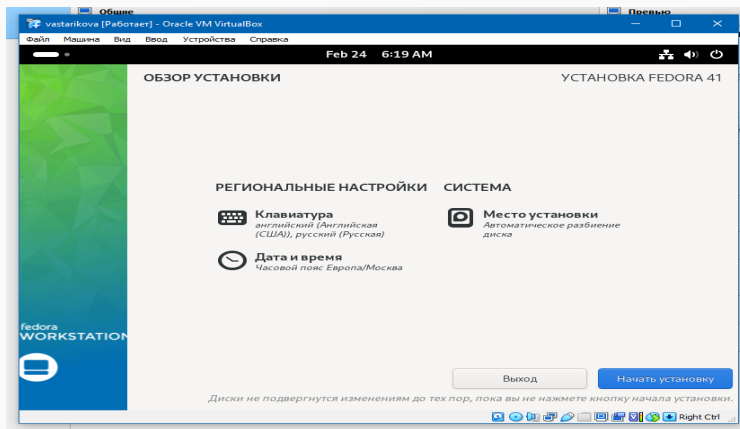 Общие
Превью
vastarikova [Работает] - Oracle VM VirtualBox
Файл Машина Вид Ввод Устройства Справка
Feb 24 6:19 AM
ОБЗОР УСТАНОВКИ
УСТАНОВКА FEDORA 41
РЕГИОНАЛЬНЫЕ НАСТРОЙКИ
СИСТЕМА
Клавиатура
английский (Английская
(США)), русский (Русская)
Место установки
Автоматическое разбиение
диска
Дата и время
Часовой пояс Европа/Москва
fedora
WORKSTATION
Выход
Начать установку
Диски не подвергнутся изменениям до тех пор, пока вы не нажмете кнопку начала установки.
Right Ctrl